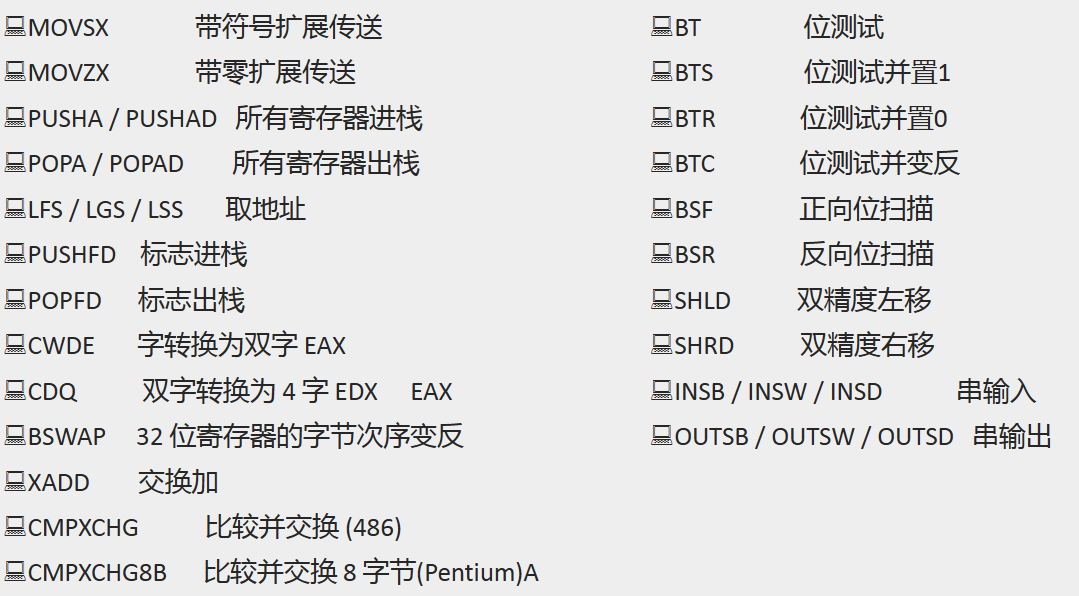 MOVSX 带符号扩展传送
MOVZX 带零扩展传送
PUSHA / PUSHAD 所有寄存器进栈
POPA / POPAD 所有寄存器出栈
LFS / LGS / LSS 取地址
PUSHFD 标志进栈
POPFD 标志出栈
CWDE 字转换为双字 EAX
CDQ 双字转换为 4 字 EDX EAX
BSWAP 32 位寄存器的字节次序变反
XADD 交换加
CMPXCHG 比较并交换 (486)
CMPXCHG8B 比较并交换 8 字节(Pentium)A
BT 位测试
BTS 位测试并置1
BTR 位测试并置0
BTC 位测试并变反
BSF 正向位扫描
BSR 反向位扫描
SHLD 双精度左移
SHRD 双精度右移
INSB / INSW / INSD 串输入
OUTSB / OUTSW / OUTSD 串输出